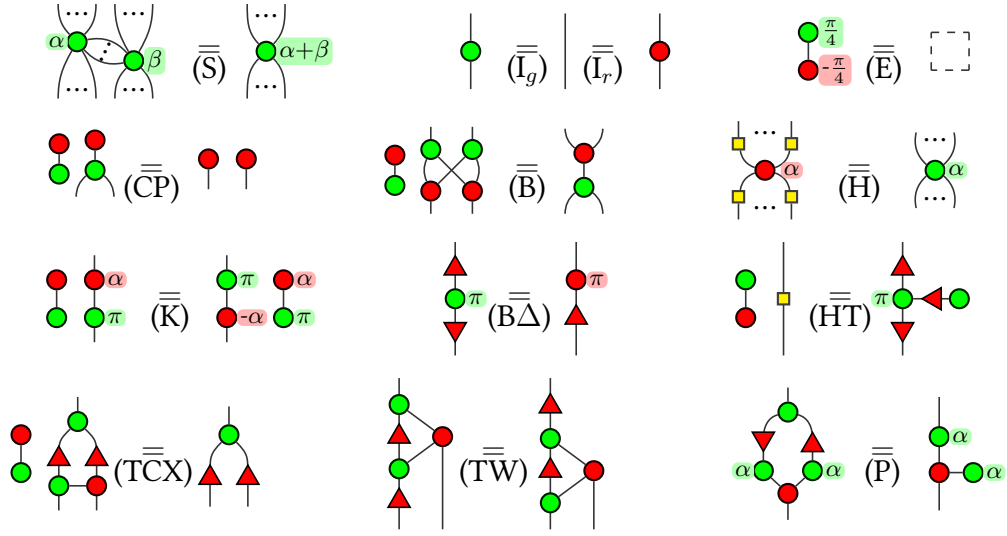 ... ... ...
α β (S) α+β (I_g) (I_r) π/4 -π/4 (E)
... ... ...
(CP) (B) ... α ... (H) ... α ...
α π (K) π -α α π π (BΔ) π (HT) π
(TCX) (TW) α α (P) α α